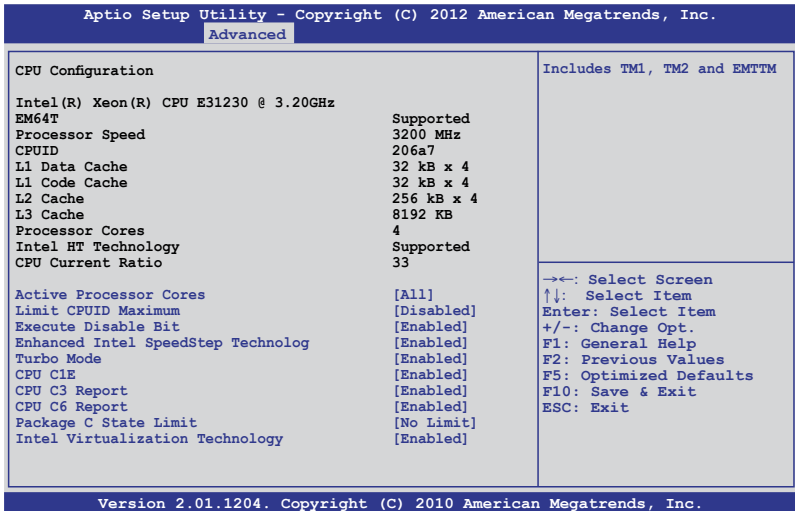 Aptio Setup Utility - Copyright (C) 2012 American Megatrends, Inc.
Advanced
CPU Configuration
Intel(R) Xeon(R) CPU E31230 @ 3.20GHz
EM64T Supported
Processor Speed 3200 MHz
CPUID 206a7
L1 Data Cache 32 kB x 4
L1 Code Cache 32 kB x 4
L2 Cache 256 kB x 4
L3 Cache 8192 KB
Processor Cores 4
Intel HT Technology Supported
CPU Current Ratio 33
Active Processor Cores [All]
Limit CPUID Maximum [Disabled]
Execute Disable Bit [Enabled]
Enhanced Intel SpeedStep Technolog [Enabled]
Turbo Mode [Enabled]
CPU C1E [Enabled]
CPU C3 Report [Enabled]
CPU C6 Report [Enabled]
Package C State Limit [No Limit]
Intel Virtualization Technology [Enabled]
Includes TM1, TM2 and EMTTM
→←: Select Screen
↑↓: Select Item
Enter: Select Item
+/-: Change Opt.
F1: General Help
F2: Previous Values
F5: Optimized Defaults
F10: Save & Exit
ESC: Exit
Version 2.01.1204. Copyright (C) 2010 American Megatrends, Inc.